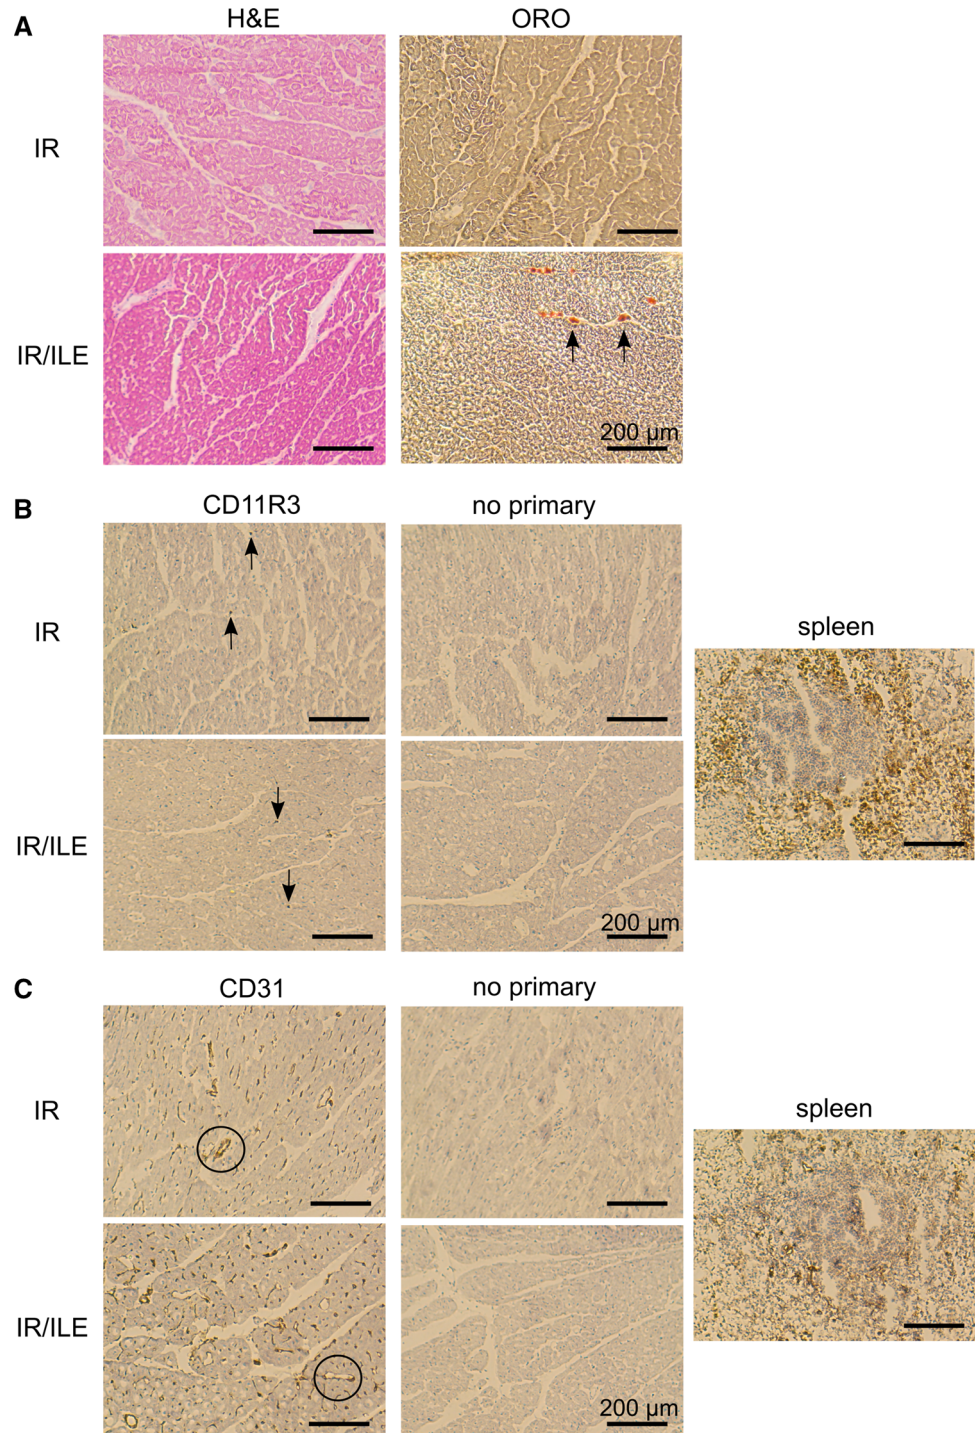 A
H&E
ORO
IR
IR/ILE
200 µm
B
CD11R3
no primary
IR
spleen
IR/ILE
200 µm
C
CD31
no primary
IR
spleen
IR/ILE
200 µm